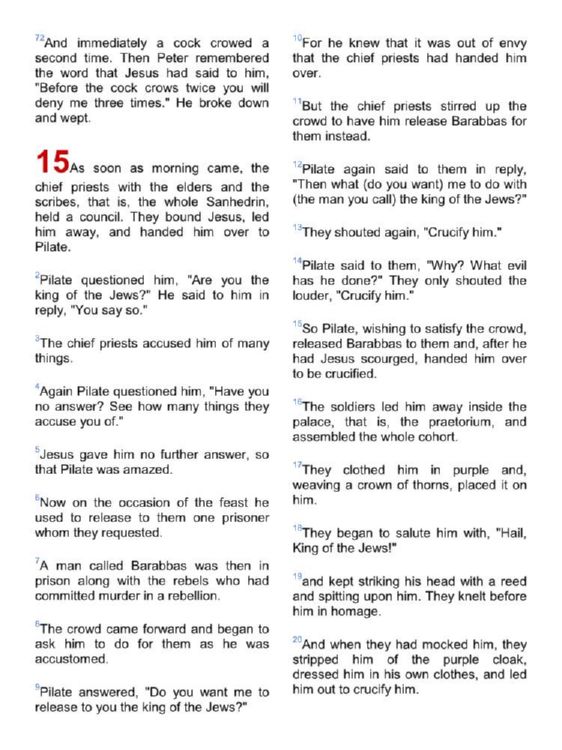 72And immediately a cock crowed a
second time. Then Peter remembered
the word that Jesus had said to him,
"Before the cock crows twice you will
deny me three times." He broke down
and wept.
15As soon as morning came, the
chief priests with the elders and the
scribes, that is, the whole Sanhedrin,
held a council. They bound Jesus, led
him away, and handed him over to
Pilate.
2Pilate questioned him, "Are you the
king of the Jews?" He said to him in
reply, "You say so."
3The chief priests accused him of many
things.
4Again Pilate questioned him, "Have you
no answer? See how many things they
accuse you of."
5Jesus gave him no further answer, so
that Pilate was amazed.
6Now on the occasion of the feast he
used to release to them one prisoner
whom they requested.
7A man called Barabbas was then in
prison along with the rebels who had
committed murder in a rebellion.
8The crowd came forward and began to
ask him to do for them as he was
accustomed.
9Pilate answered, "Do you want me to
release to you the king of the Jews?"
10For he knew that it was out of envy
that the chief priests had handed him
over.
11But the chief priests stirred up the
crowd to have him release Barabbas for
them instead.
12Pilate again said to them in reply,
"Then what (do you want) me to do with
(the man you call) the king of the Jews?"
13They shouted again, "Crucify him."
14Pilate said to them, "Why? What evil
has he done?" They only shouted the
louder, "Crucify him."
15So Pilate, wishing to satisfy the crowd,
released Barabbas to them and, after he
had Jesus scourged, handed him over
to be crucified.
16The soldiers led him away inside the
palace, that is, the praetorium, and
assembled the whole cohort.
17They clothed him in purple and,
weaving a crown of thorns, placed it on
him.
18They began to salute him with, "Hail,
King of the Jews!"
19and kept striking his head with a reed
and spitting upon him. They knelt before
him in homage.
20And when they had mocked him, they
stripped him of the purple cloak,
dressed him in his own clothes, and led
him out to crucify him.